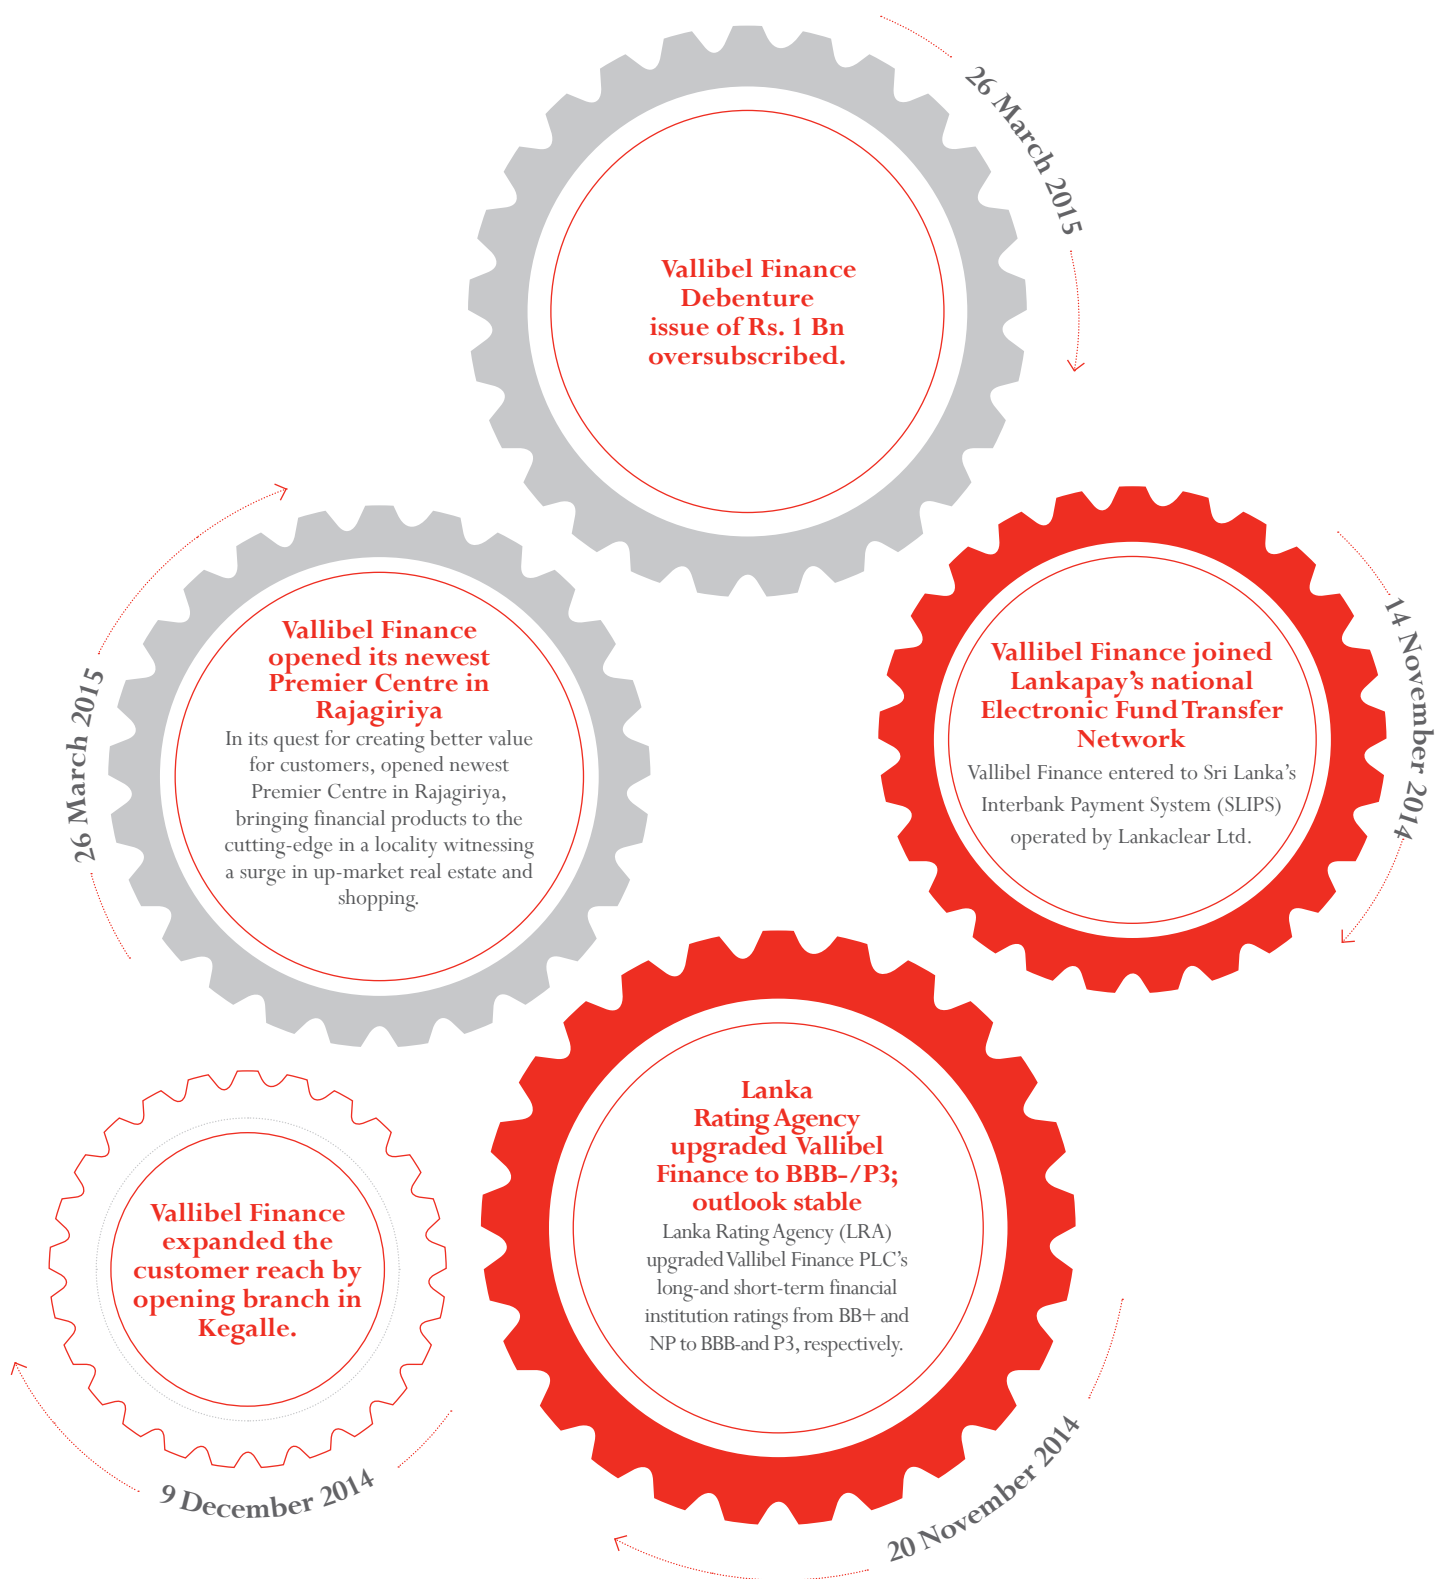 26 March 2015
Vallibel Finance
Debenture
issue of Rs. 1 Bn
oversubscribed.
26 March 2015
Vallibel Finance
opened its newest
Premier Centre in
Rajagiriya
In its quest for creating better value
for customers, opened newest
Premier Centre in Rajagiriya,
bringing financial products to the
cutting-edge in a locality witnessing
a surge in up-market real estate and
shopping.
14 November 2014
Vallibel Finance joined
Lankapay’s national
Electronic Fund Transfer
Network
Vallibel Finance entered to Sri Lanka’s
Interbank Payment System (SLIPS)
operated by Lankaclear Ltd.
Lanka
Rating Agency
upgraded Vallibel
Finance to BBB-/P3;
outlook stable
Lanka Rating Agency (LRA)
upgraded Vallibel Finance PLC’s
long-and short-term financial
institution ratings from BB+ and
NP to BBB-and P3, respectively.
20 November 2014
Vallibel Finance
expanded the
customer reach by
opening branch in
Kegalle.
9 December 2014